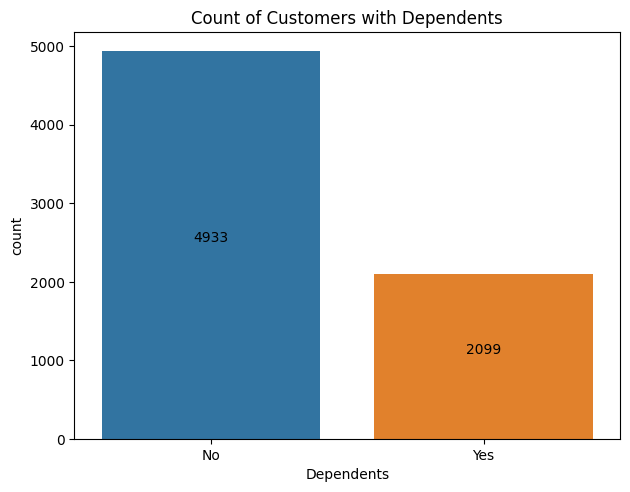 Count of Customers with Dependents
5000
4000
3000
2000
1000
0
count
4933
2099
No
Yes
Dependents